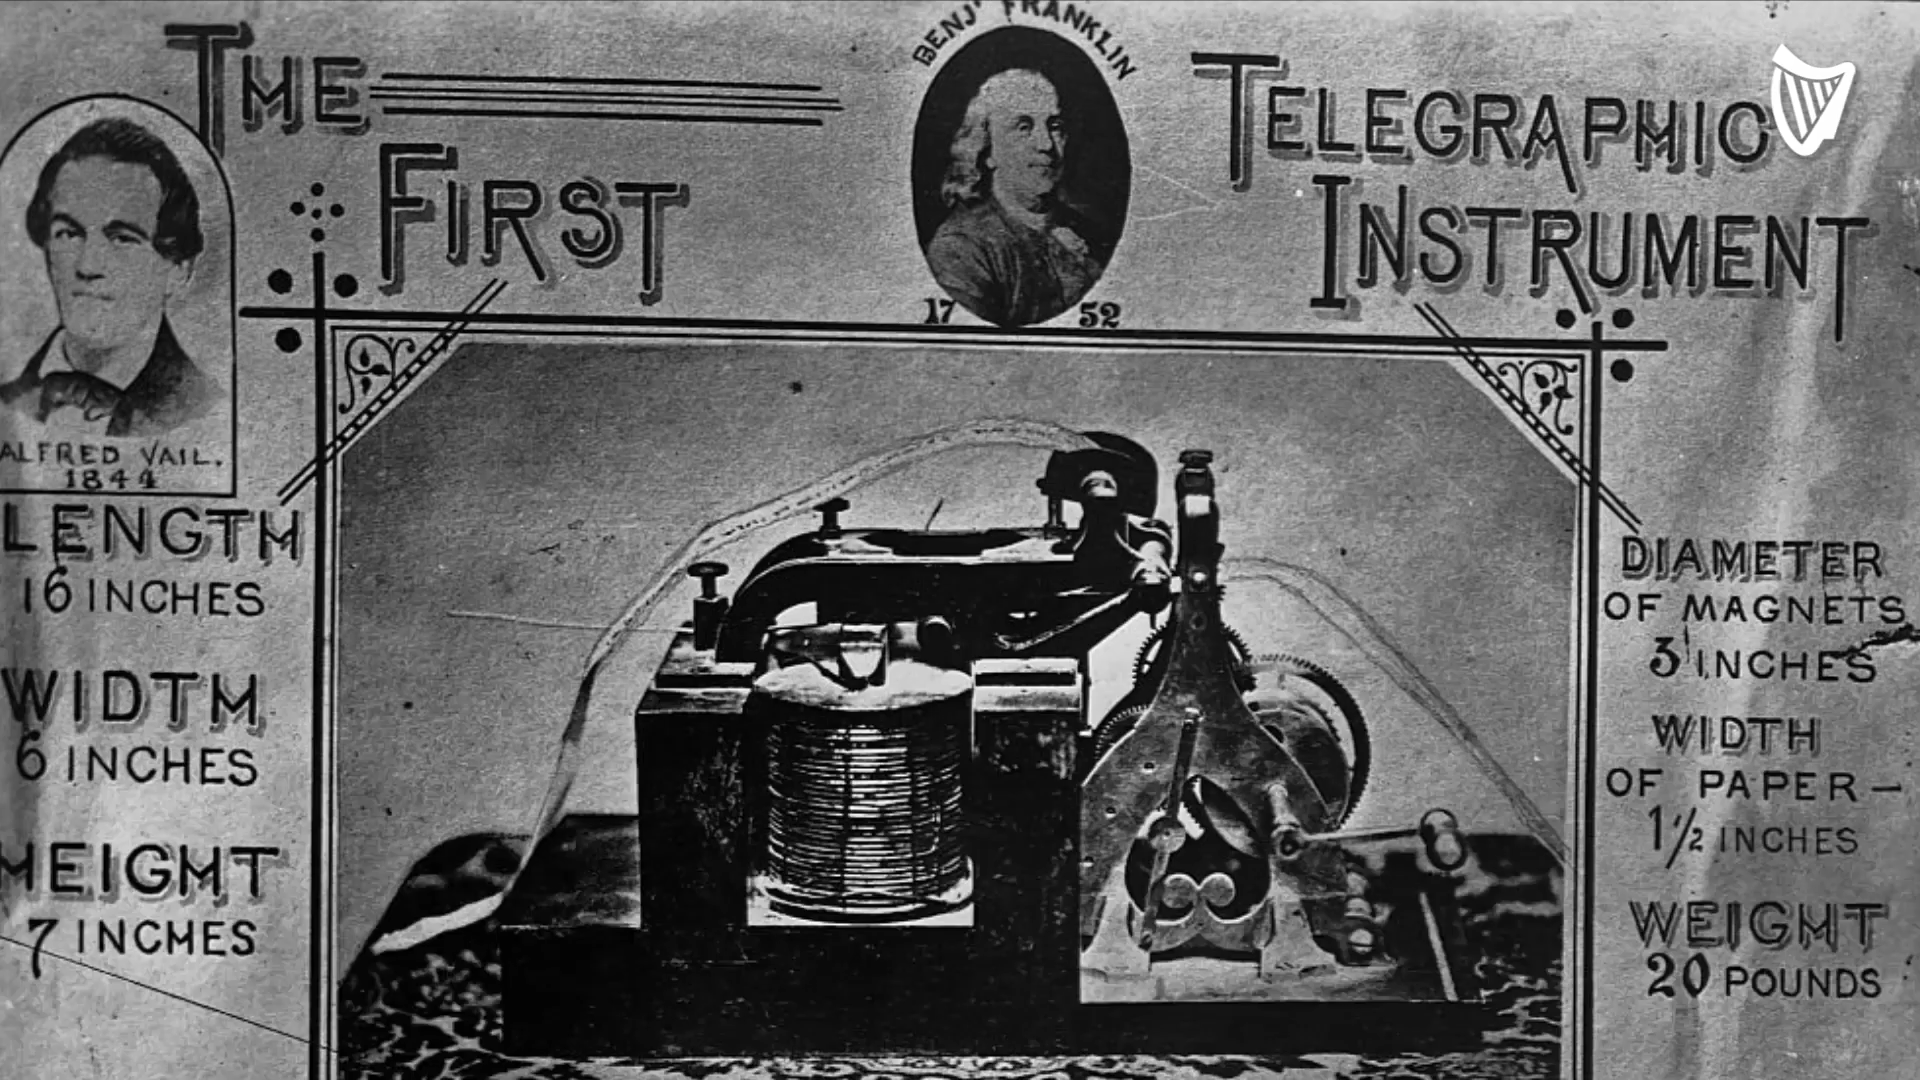 THE
FIRST
BENJ' FRANKLIN
17 52
TELEGRAPHIC
INSTRUMENT
ALFRED VAIL.
1844
LENGTH
16 INCHES
WIDTH
6 INCHES
HEIGHT
7 INCHES
DIAMETER
OF MAGNETS
3 INCHES
WIDTH
OF PAPER—
1½ INCHES
WEIGHT
20 POUNDS